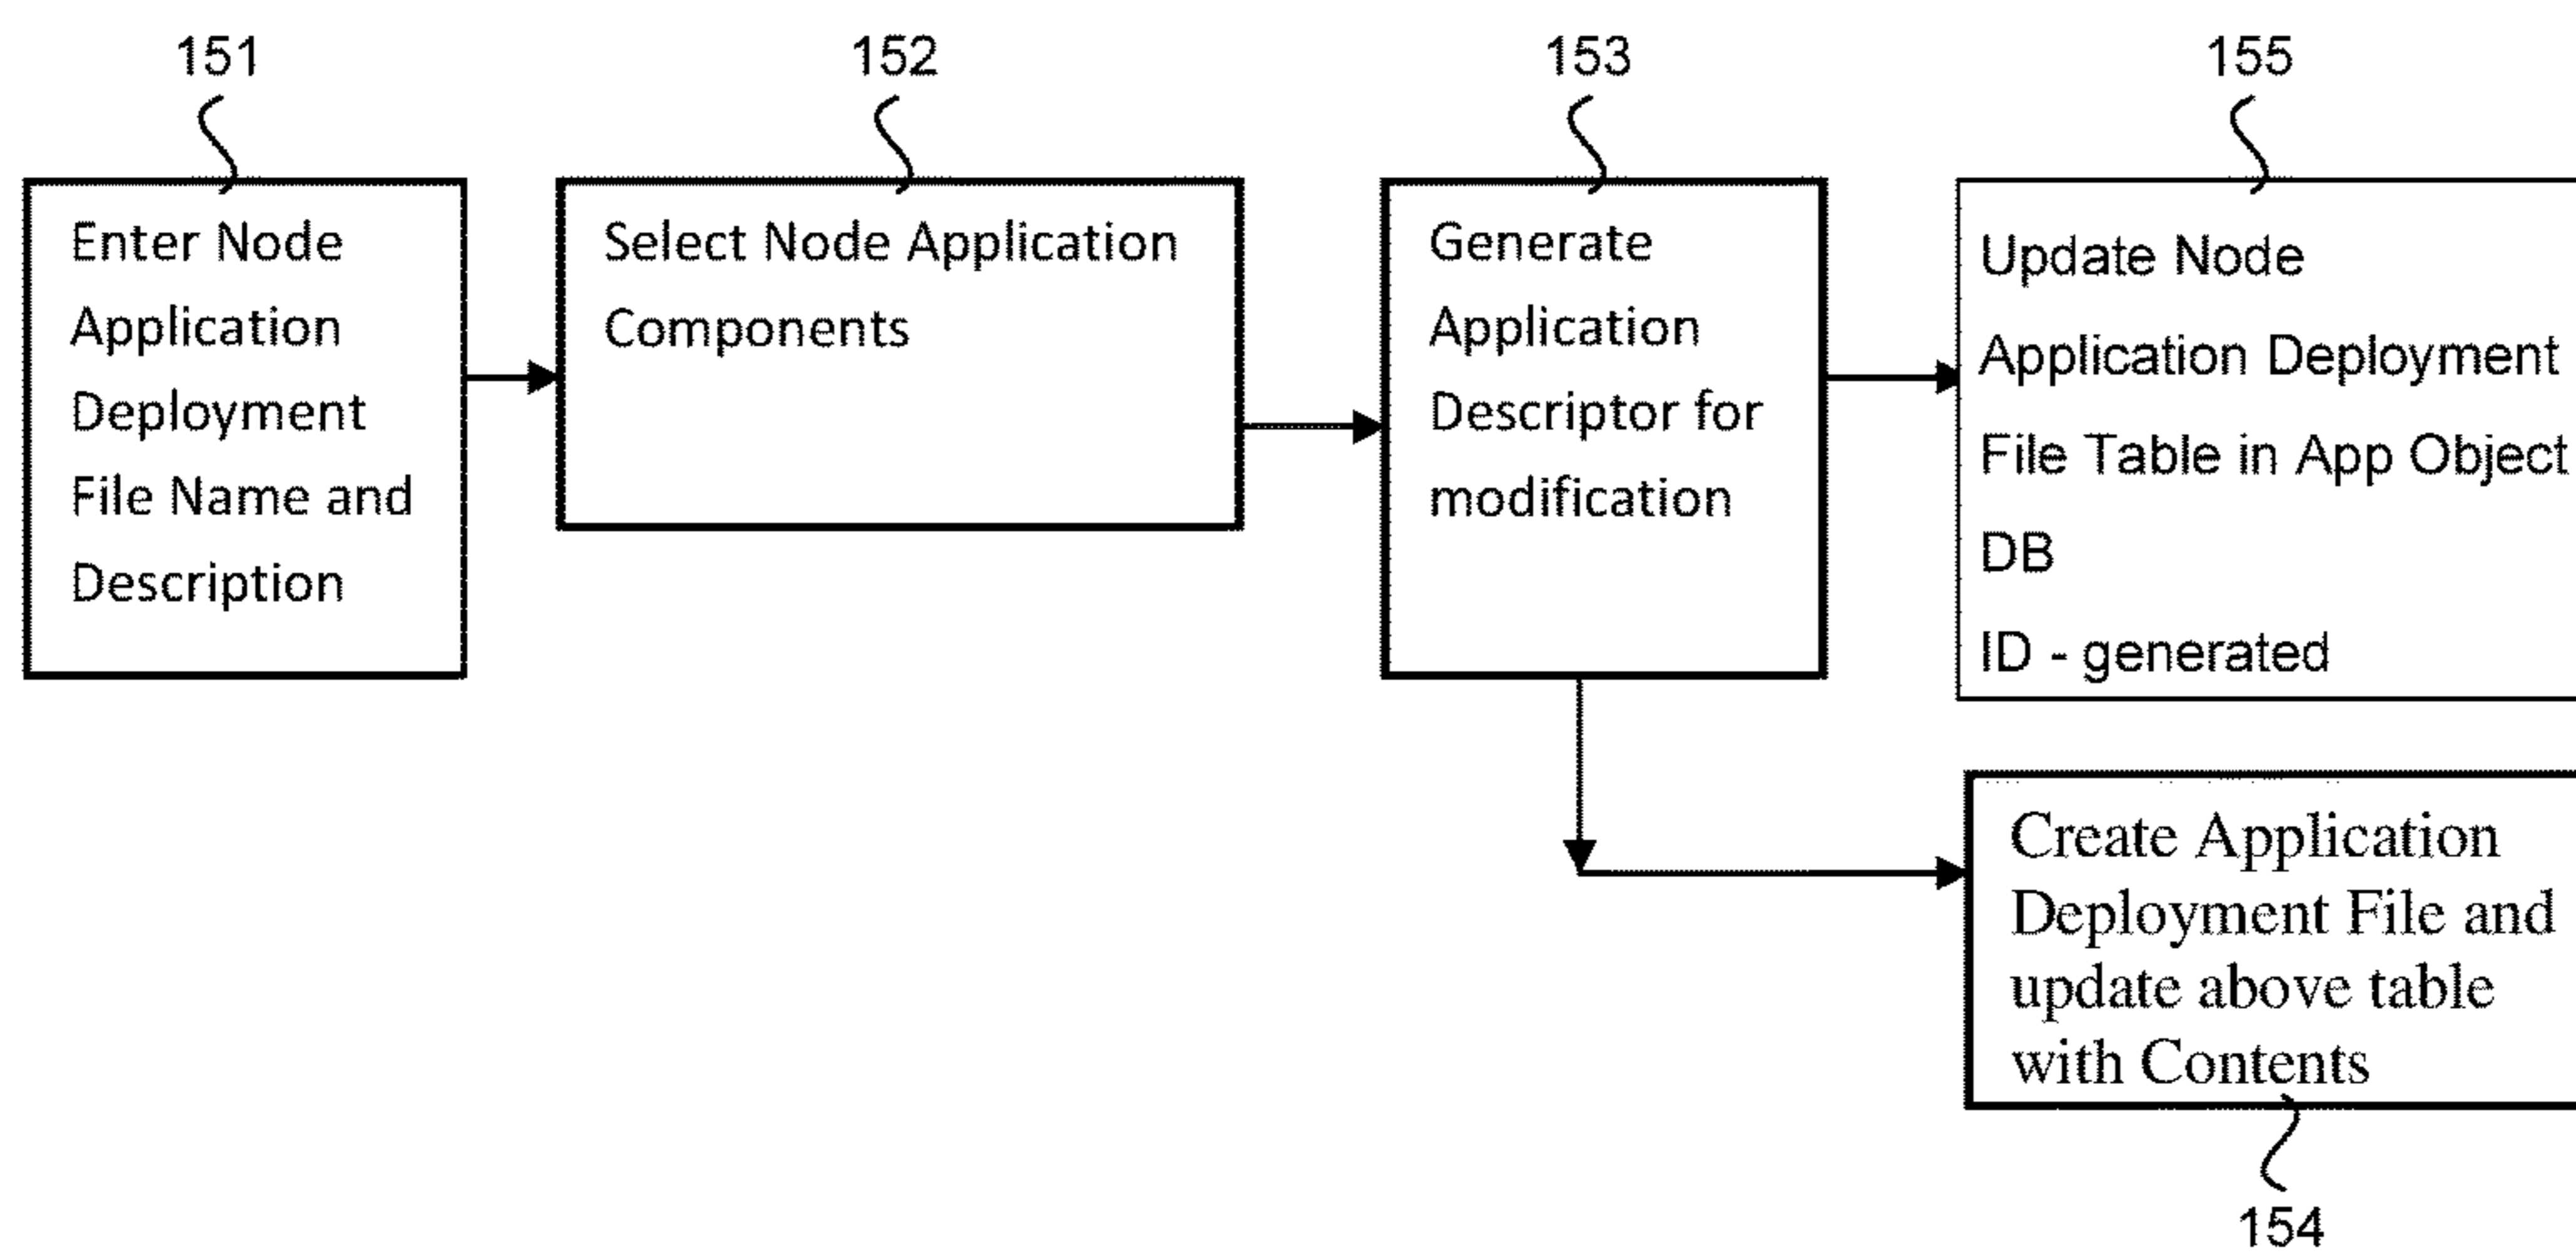 151
152
153
155
Enter Node
Application
Deployment
File Name and
Description
Select Node Application
Components
Generate
Application
Descriptor for
modification
Update Node
Application Deployment
File Table in App Object
DB
ID - generated
Create Application
Deployment File and
update above table
with Contents
154